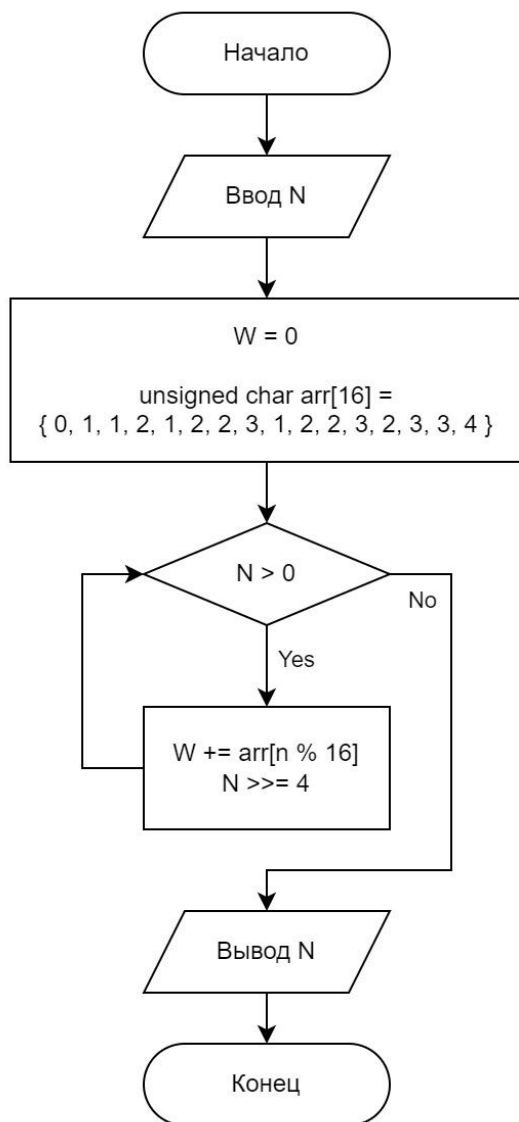 Начало
Ввод N
W = 0
unsigned char arr[16] =
{ 0, 1, 1, 2, 1, 2, 2, 3, 1, 2, 2, 3, 2, 3, 3, 4 }
N > 0
No
Yes
W += arr[n % 16]
N >>= 4
Вывод N
Конец